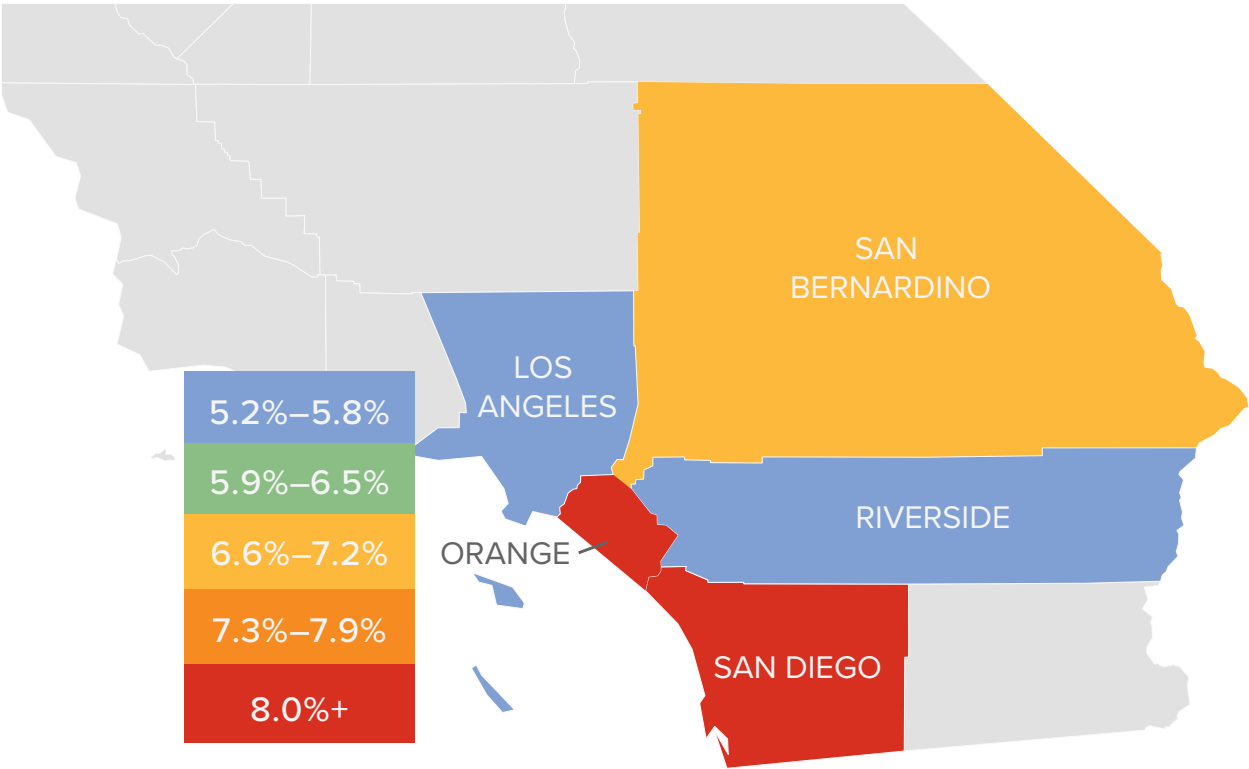 SAN
BERNARDINO
LOS
ANGELES
5.2%–5.8%
5.9%–6.5%
6.6%–7.2%
7.3%–7.9%
8.0%+
RIVERSIDE
ORANGE
SAN DIEGO